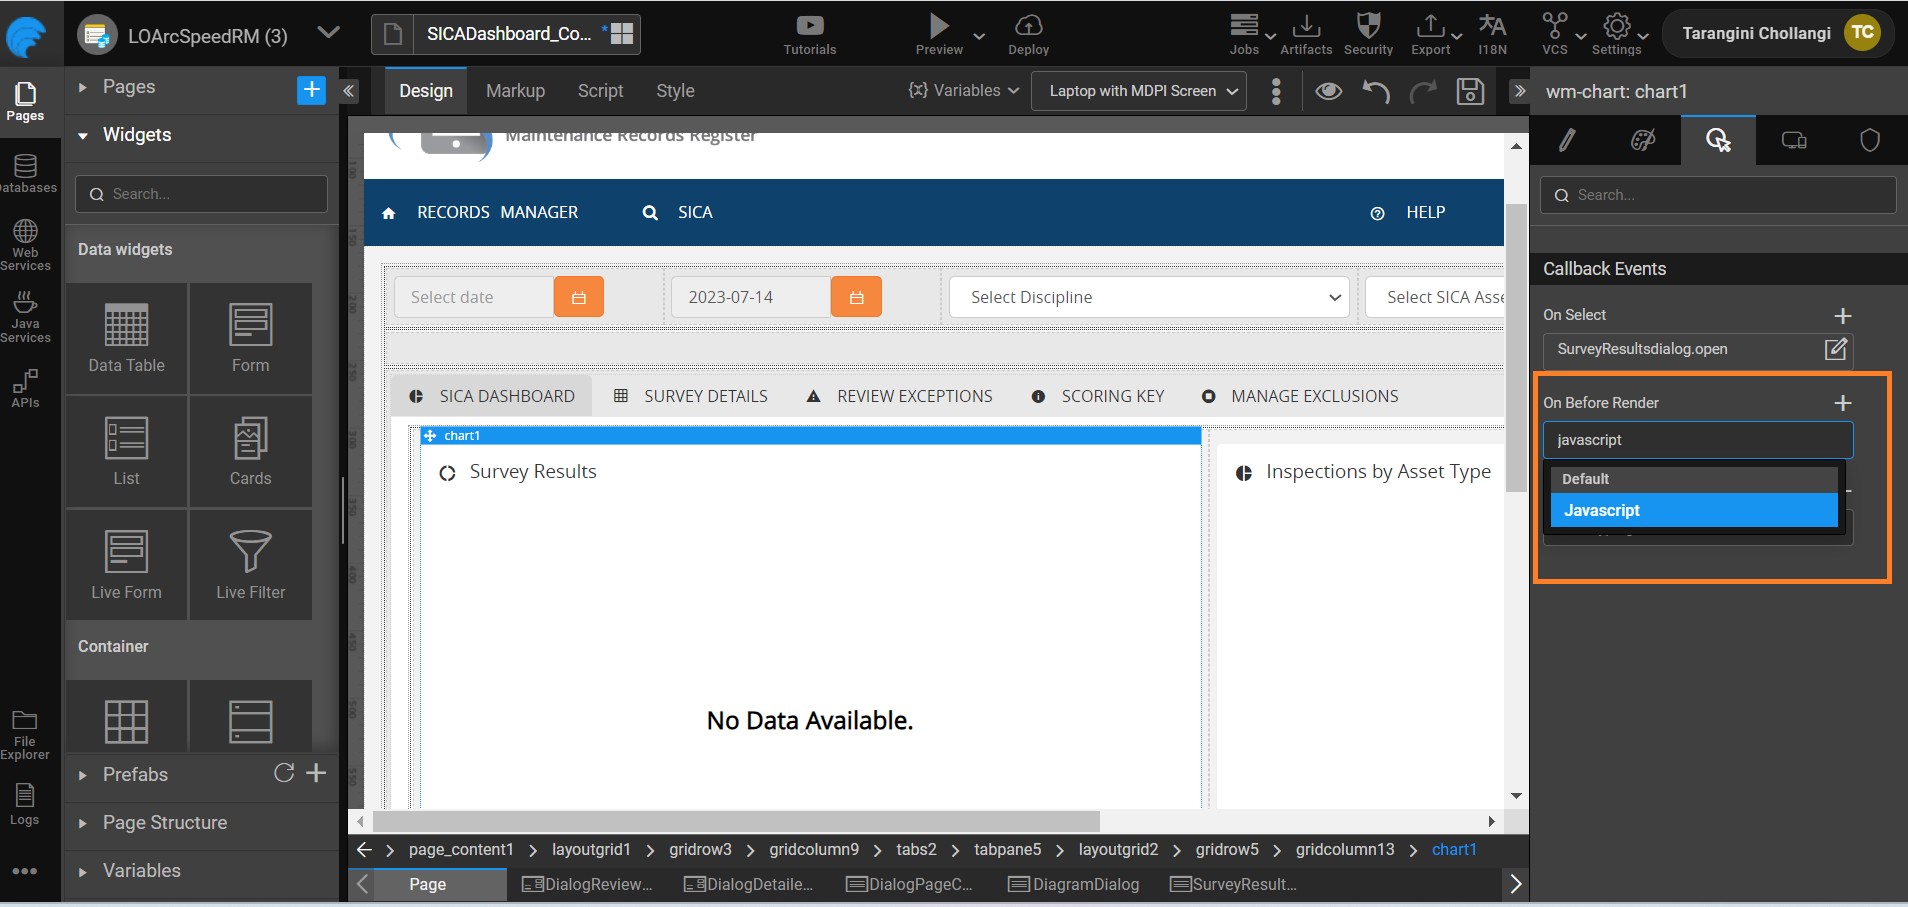 LOArcSpeedRM (3)
SICADashboard_Co... *
Tutorials
Preview
Deploy
Jobs
Artifacts
Security
Export
I18N
VCS
Settings
Tarangini Chollangi
TC
Pages
Databases
Web
Services
Java
Services
APIs
File
Explorer
Logs
Pages
Widgets
Search...
Data widgets
Data Table
Form
List
Cards
Live Form
Live Filter
Container
Prefabs
Page Structure
Variables
Design
Markup
Script
Style
{x} Variables
Laptop with MDPI Screen
Maintenance Records Register
RECORDS MANAGER
SICA
HELP
Select date
2023-07-14
Select Discipline
Select SICA Asse
SICA DASHBOARD
SURVEY DETAILS
REVIEW EXCEPTIONS
SCORING KEY
MANAGE EXCLUSIONS
chart1
Survey Results
Inspections by Asset Type
No Data Available.
page_content1 > layoutgrid1 > gridrow3 > gridcolumn9 > tabs2 > tabpane5 > layoutgrid2 > gridrow5 > gridcolumn13 > chart1
Page
DialogReview...
DialogDetaile...
DialogPageC...
DiagramDialog
SurveyResult...
wm-chart: chart1
Search...
Callback Events
On Select
SurveyResultsdialog.open
On Before Render
javascript
Default
Javascript